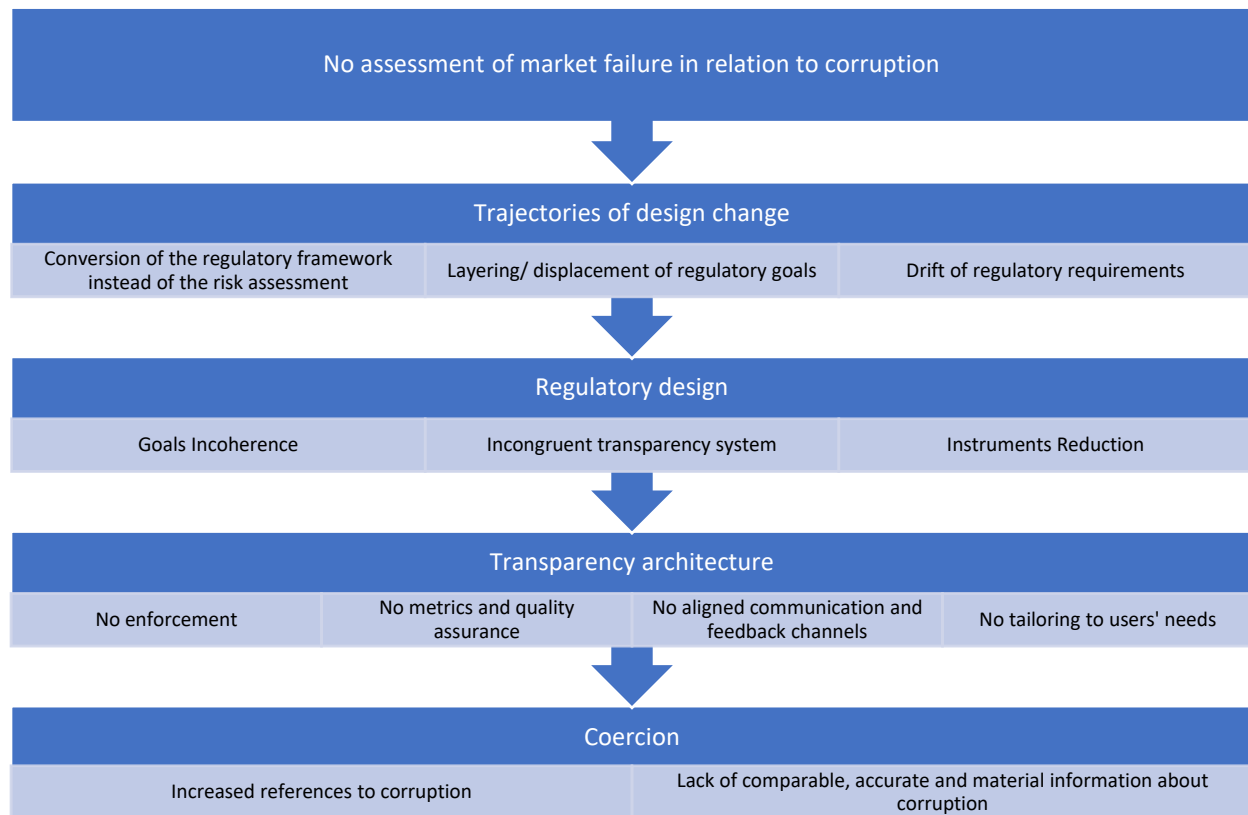 No assessment of market failure in relation to corruption
Trajectories of design change
Conversion of the regulatory framework
instead of the risk assessment
Layering/ displacement of regulatory goals
Drift of regulatory requirements
Regulatory design
Goals Incoherence
Incongruent transparency system
Instruments Reduction
Transparency architecture
No enforcement
No metrics and quality
assurance
No aligned communication and
feedback channels
No tailoring to users' needs
Coercion
Increased references to corruption
Lack of comparable, accurate and material information about
corruption